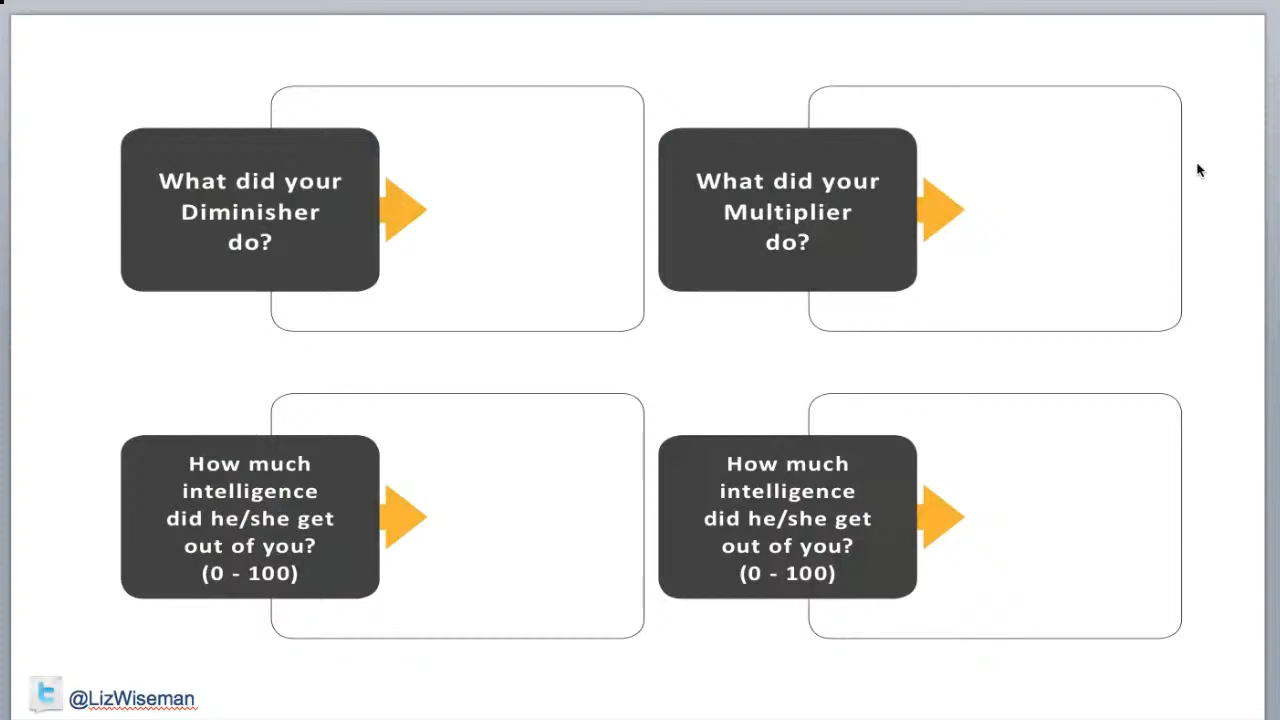 What did your
Diminisher
do?
What did your
Multiplier
do?
How much
intelligence
did he/she get
out of you?
(0 - 100)
How much
intelligence
did he/she get
out of you?
(0 - 100)
@LizWiseman